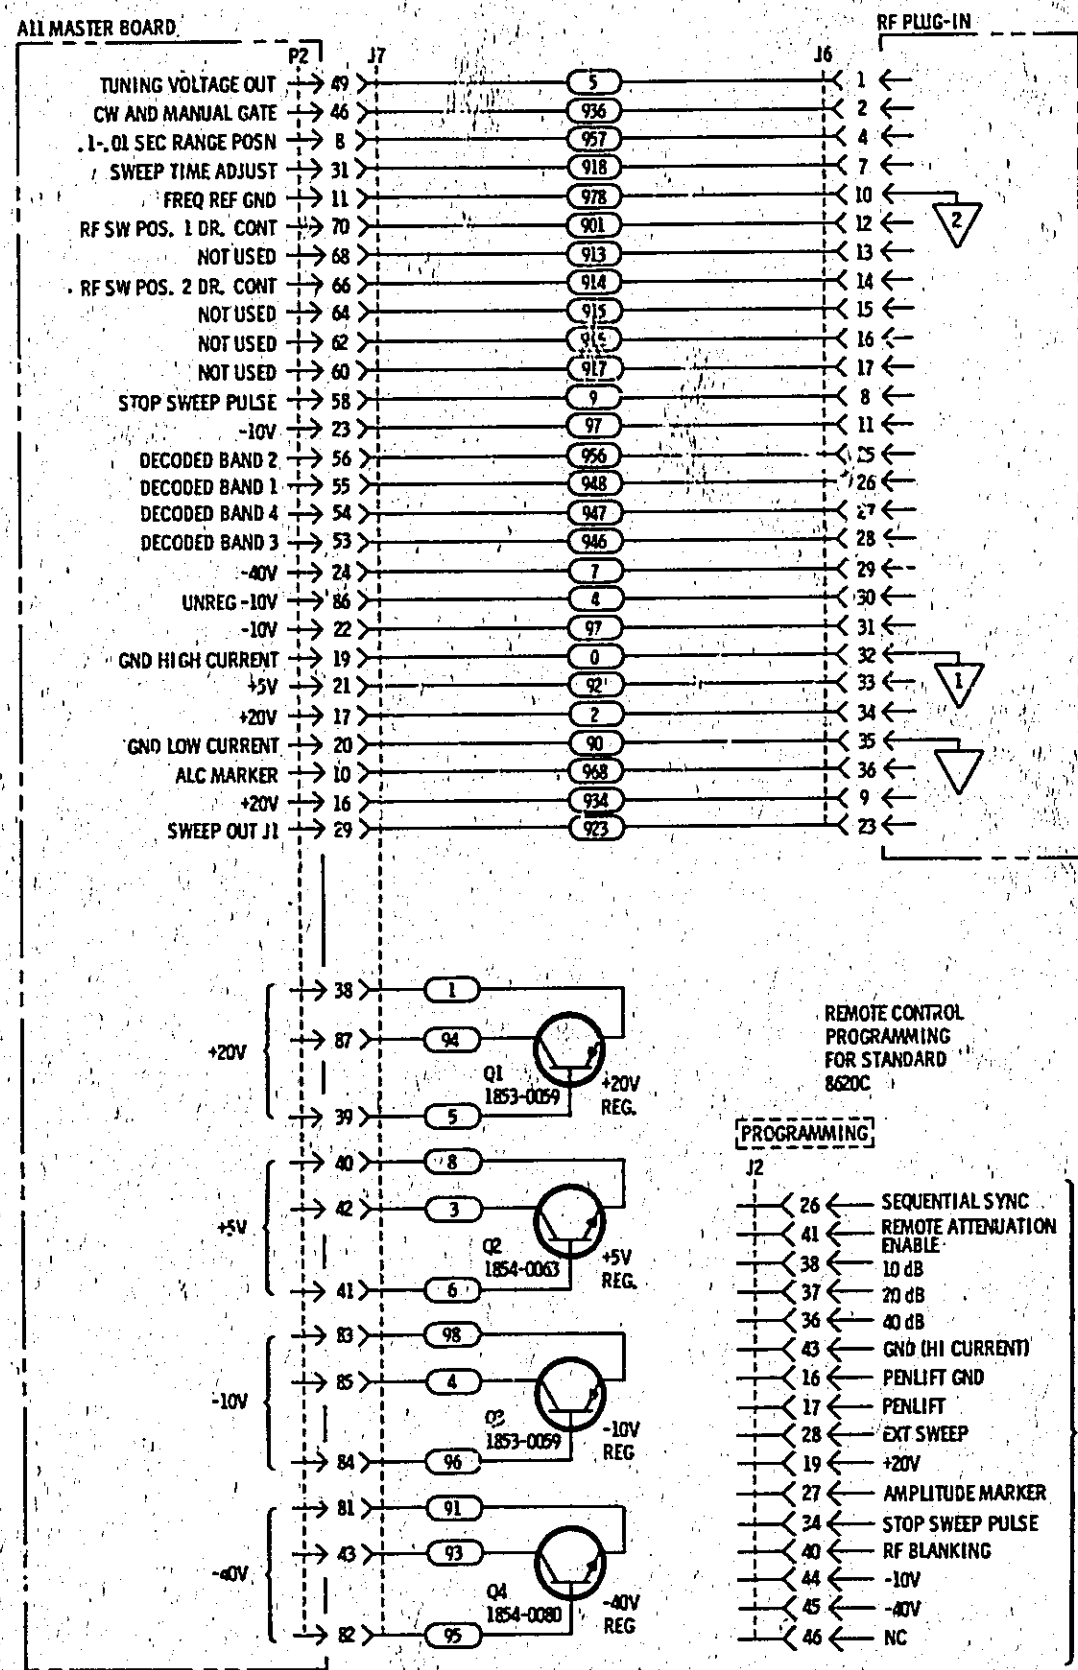 A11 MASTER BOARD
RF PLUG-IN
P2 J7 J6
TUNING VOLTAGE OUT 49 5 1
CW AND MANUAL GATE 46 936 2
.1-.01 SEC RANGE POSN 8 957 4
SWEEP TIME ADJUST 31 918 7
FREQ REF GND 11 978 10
2
RF SW POS. 1 DR. CONT 70 901 12
NOT USED 68 913 13
RF SW POS. 2 DR. CONT 66 914 14
NOT USED 64 915 15
NOT USED 62 16
NOT USED 60 917 17
STOP SWEEP PULSE 58 9 8
-10V 23 97 11
DECODED BAND 2 56 956 25
DECODED BAND 1 55 948 26
DECODED BAND 4 54 947 27
DECODED BAND 3 53 946 28
-40V 24 7 29
UNREG -10V 86 4 30
-10V 22 97 31
GND HIGH CURRENT 19 0 32
1
+5V 21 92 33
+20V 17 2 34
GND LOW CURRENT 20 90 35
ALC MARKER 10 968 36
+20V 16 934 9
SWEEP OUT J1 29 923 23
38 1
+20V 87 94
Q1
1853-0059
+20V
REG.
39 5
40 8
+5V 42 3
Q2
1854-0063
+5V
REG.
41 6
83 98
-10V 85 4
Q3
1853-0059
-10V
REG
84 96
81 91
-40V 43 93
Q4
1854-0080
-40V
REG
82 95
REMOTE CONTROL
PROGRAMMING
FOR STANDARD
8620C
PROGRAMMING
J2
26 SEQUENTIAL SYNC
41 REMOTE ATTENUATION
ENABLE
38 10 dB
37 20 dB
36 40 dB
43 GND (HI CURRENT)
16 PENLIFT GND
17 PENLIFT
28 EXT SWEEP
19 +20V
27 AMPLITUDE MARKER
34 STOP SWEEP PULSE
40 RF BLANKING
44 -10V
45 -40V
46 NC